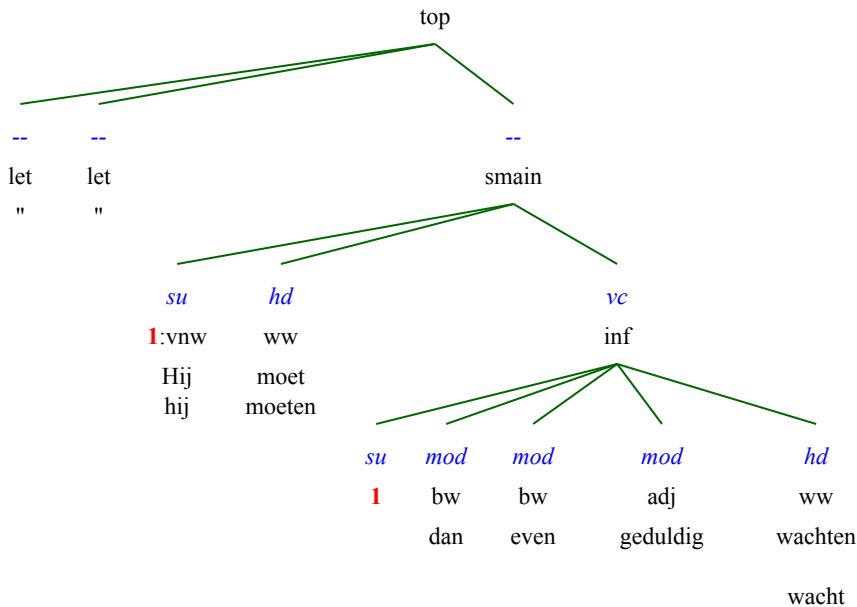 top
-- -- --
let let smain
" "
su hd vc
1:vnw ww inf
Hij moet
hij moeten
su mod mod mod hd
1 bw bw adj ww
dan even geduldig wachten
wacht